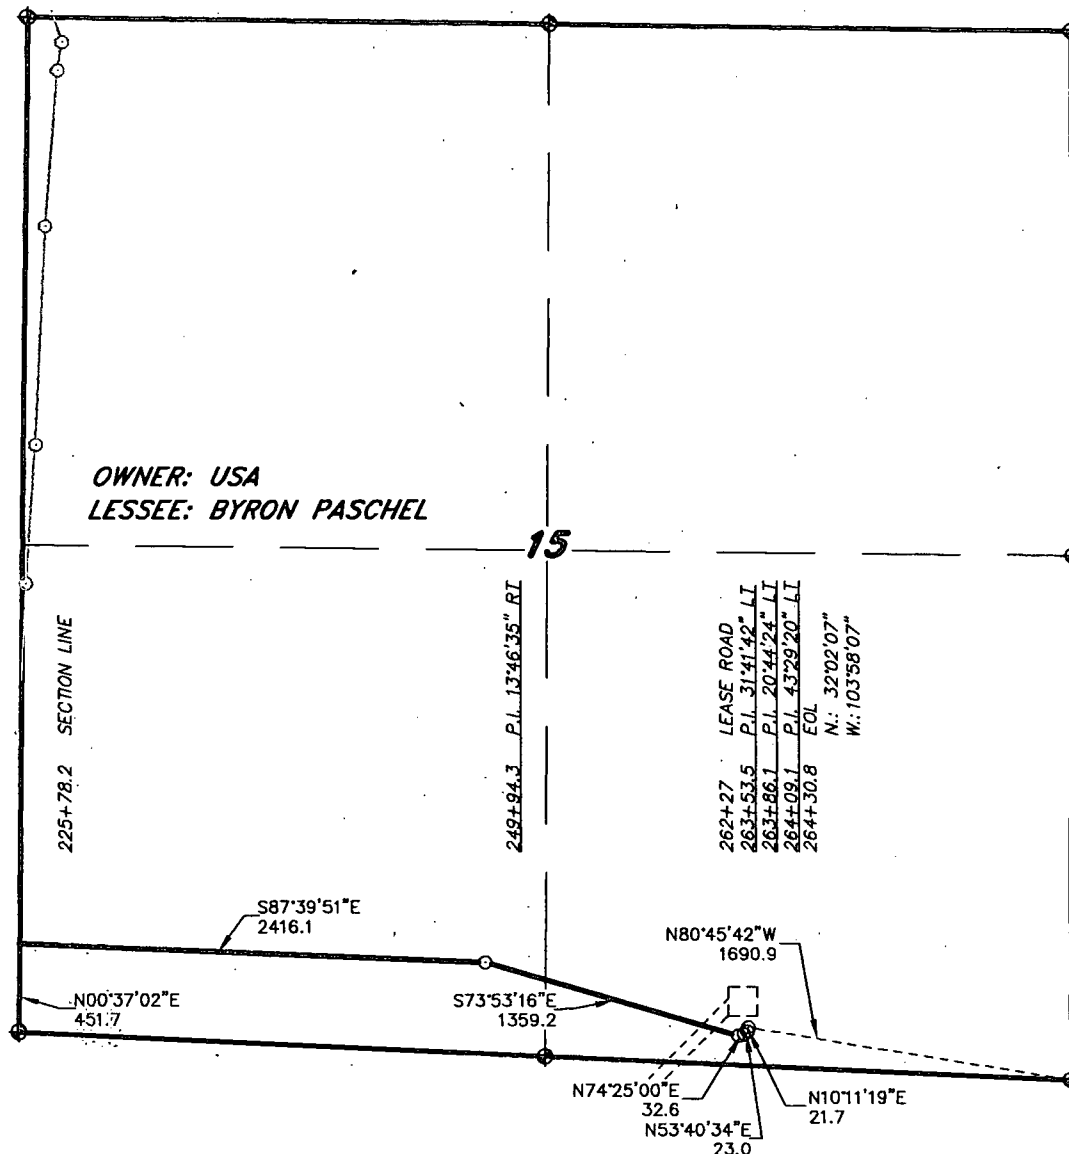 OWNER: USA
LESSEE: BYRON PASCHEL
15
225+78.2 SECTION LINE
249+94.3 P.I. 13°46'35" RT
262+27 LEASE ROAD
263+53.5 P.I. 31°41'42" LT
263+86.1 P.I. 20°44'24" LT
264+09.1 P.I. 43°29'20" LT
264+30.8 EOL
N.: 32°02'07"
W.: 103°58'07"
S87°39'51"E
2416.1
N80°45'42"W
1690.9
N00°37'02"E
451.7
S73°53'16"E
1359.2
N74°25'00"E
32.6
N10°11'19"E
21.7
N53°40'34"E
23.0